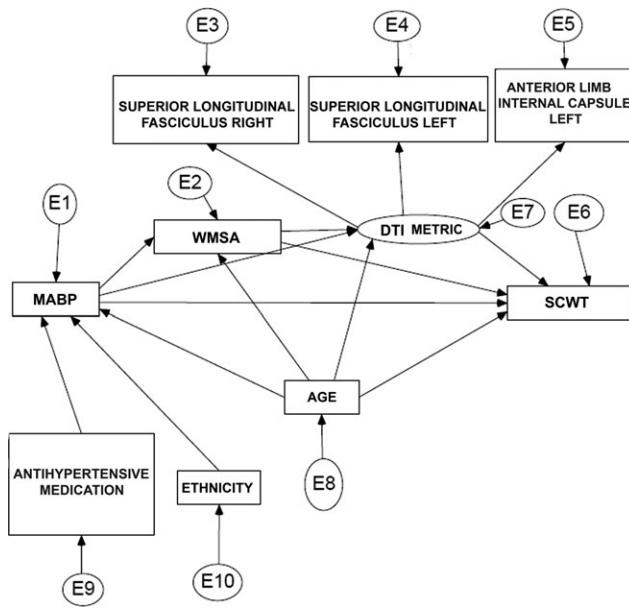 E3
E4
E5
SUPERIOR LONGITUDINAL
FASCICULUS RIGHT
SUPERIOR LONGITUDINAL
FASCICULUS LEFT
ANTERIOR LIMB
INTERNAL CAPSULE
LEFT
E1
E2
WMSA
DTI METRIC
E7
E6
MABP
SCWT
AGE
ANTIHYPERTENSIVE
MEDICATION
ETHNICITY
E8
E9
E10